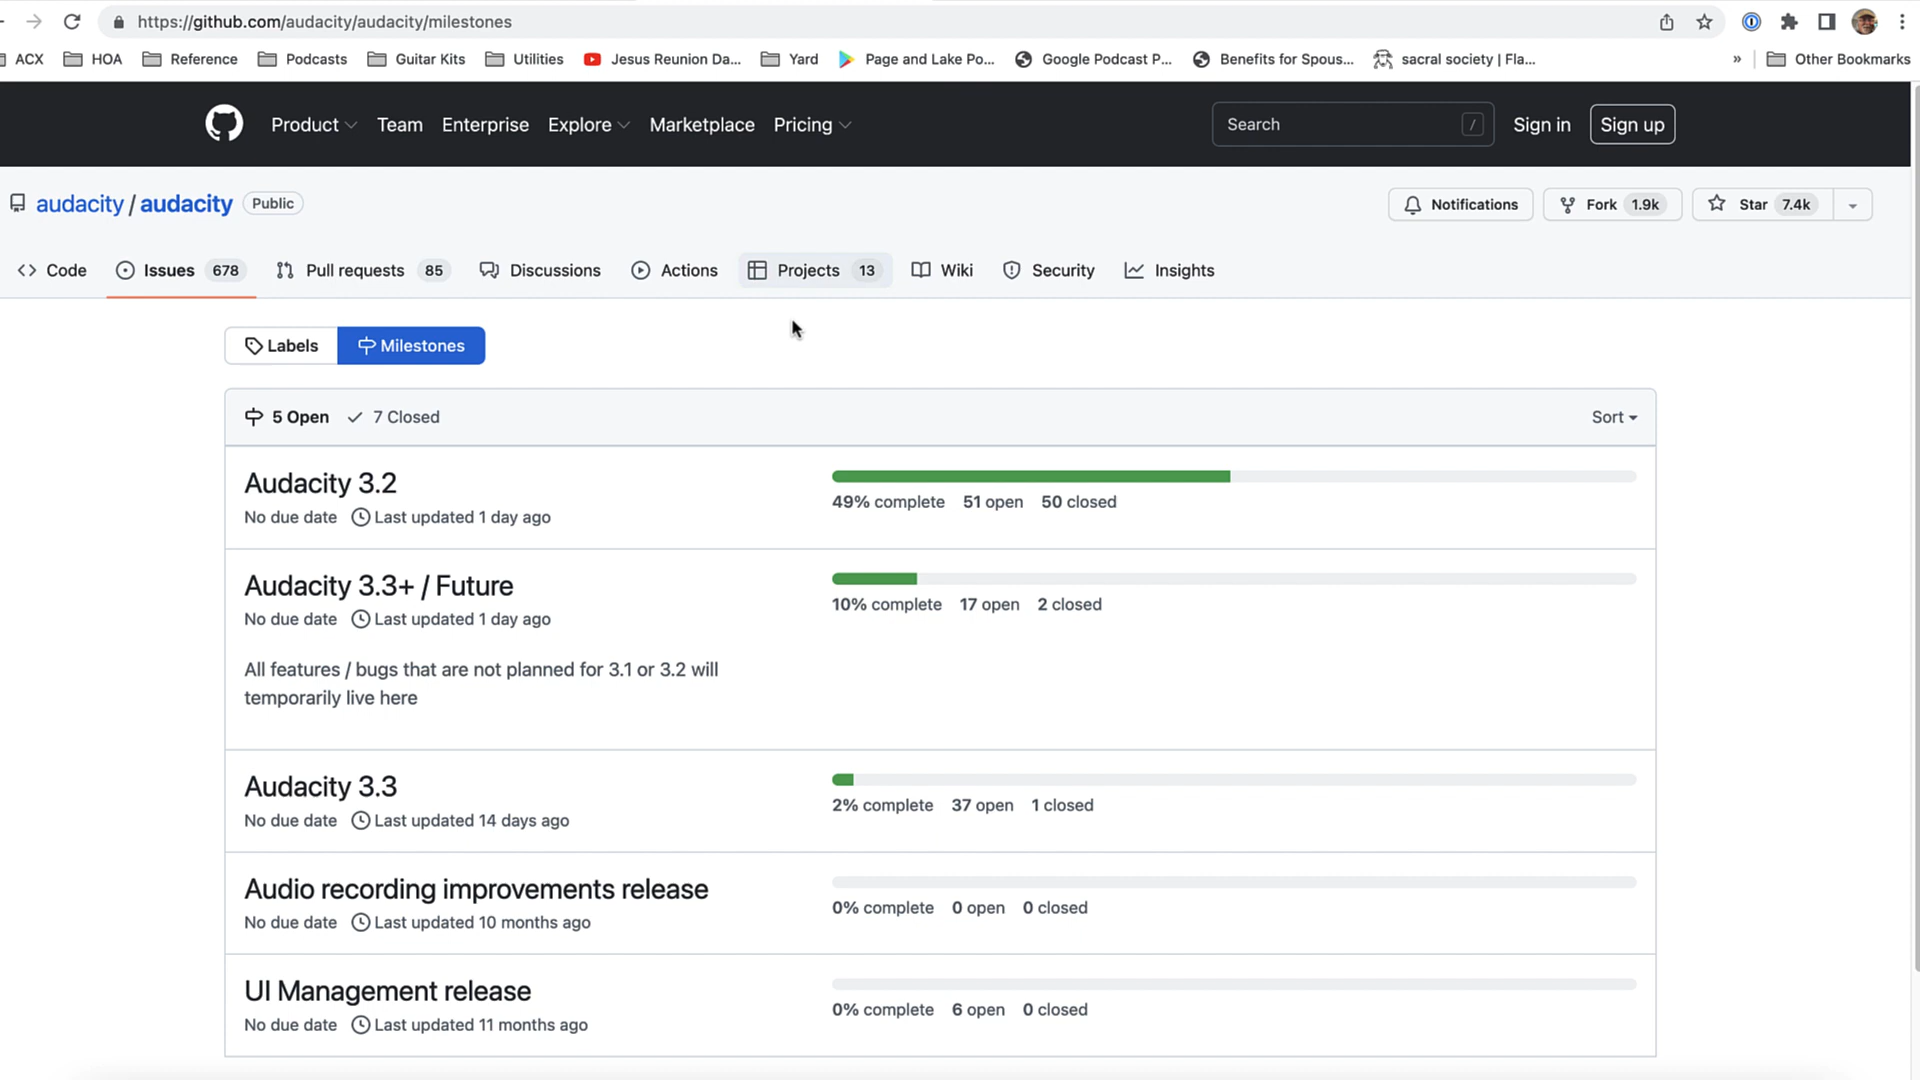 https://github.com/audacity/audacity/milestones
ACX HOA Reference Podcasts Guitar Kits Utilities Jesus Reunion Da... Yard Page and Lake Po... Google Podcast P... Benefits for Spous... sacral society | Fla... » Other Bookmarks
Product Team Enterprise Explore Marketplace Pricing Search / Sign in Sign up
audacity / audacity Public Notifications Fork 1.9k Star 7.4k
Code Issues 678 Pull requests 85 Discussions Actions Projects 13 Wiki Security Insights
Labels Milestones
5 Open 7 Closed Sort
Audacity 3.2
49% complete 51 open 50 closed
No due date Last updated 1 day ago
Audacity 3.3+ / Future
10% complete 17 open 2 closed
No due date Last updated 1 day ago
All features / bugs that are not planned for 3.1 or 3.2 will
temporarily live here
Audacity 3.3
2% complete 37 open 1 closed
No due date Last updated 14 days ago
Audio recording improvements release
0% complete 0 open 0 closed
No due date Last updated 10 months ago
UI Management release
0% complete 6 open 0 closed
No due date Last updated 11 months ago